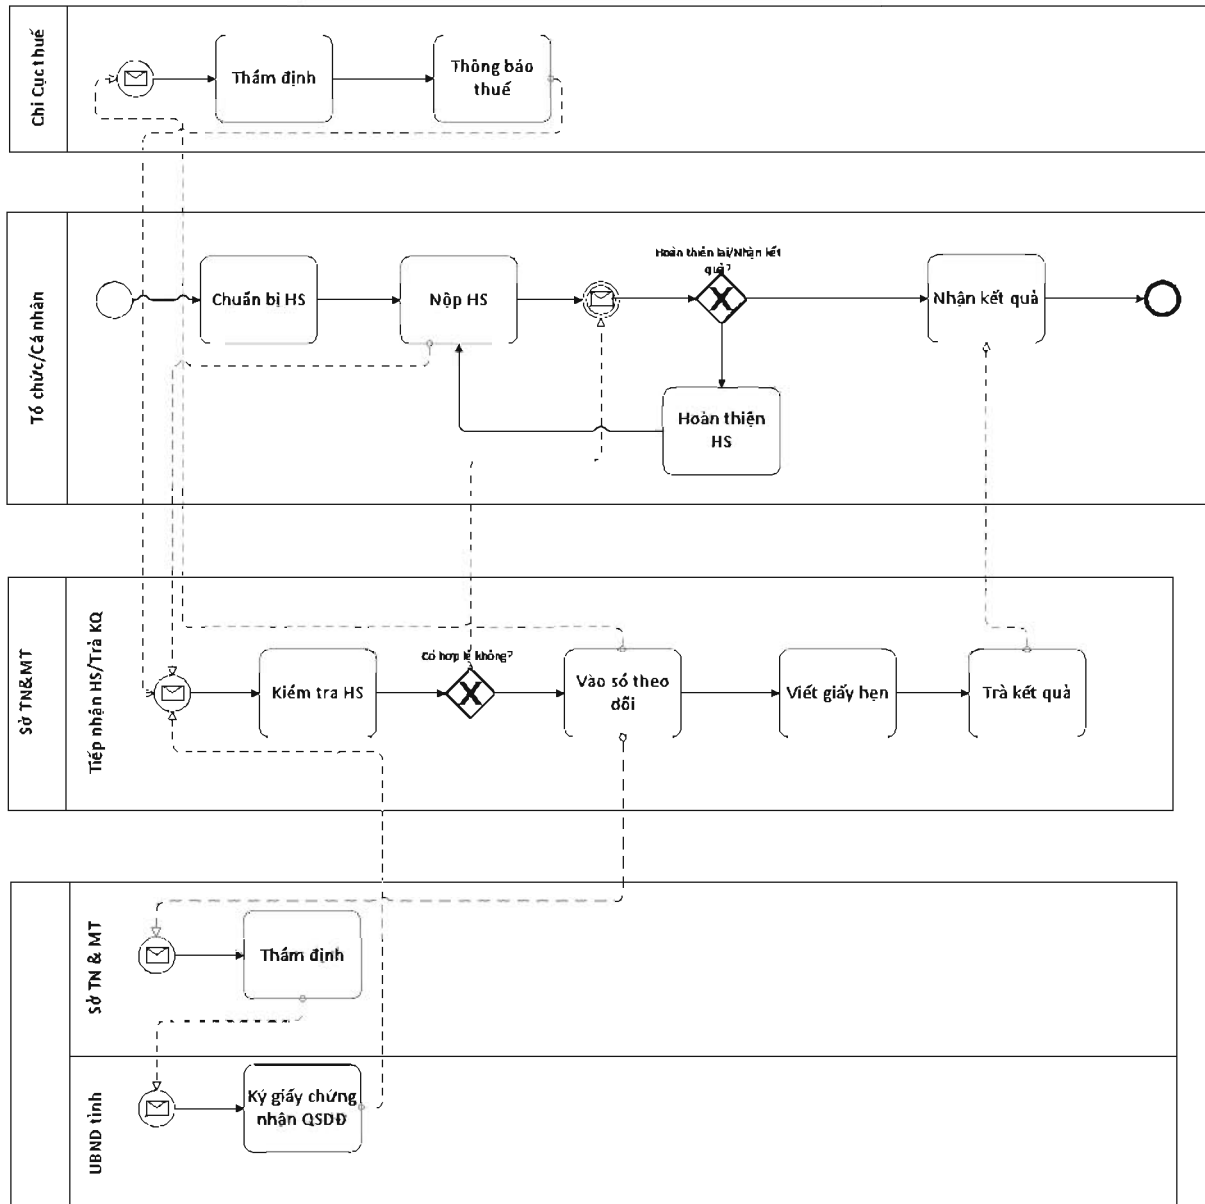 Chi Cục thuế
Thẩm định
Thông báo
thuế
Tổ chức/Cá nhân
Chuẩn bị HS
Nộp HS
Hoàn thiện lại/Nhận kết
quả?
Nhận kết quả
Hoàn thiện
HS
Sở TN&MT
Tiếp nhận HS/Trả KQ
Kiểm tra HS
Có hợp lệ không?
Vào sổ theo
dõi
Viết giấy hẹn
Trả kết quả
Sở TN & MT
Thẩm định
UBND tỉnh
Ký giấy chứng
nhận QSDĐ